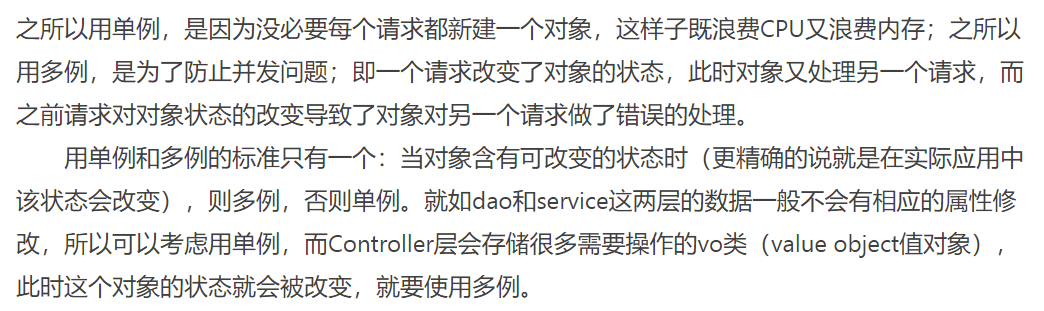 之所以用单例，是因为没必要每个请求都新建一个对象，这样子既浪费CPU又浪费内存；之所以
用多例，是为了防止并发问题；即一个请求改变了对象的状态，此时对象又处理另一个请求，而
之前请求对对象状态的改变导致了对象对另一个请求做了错误的处理。
用单例和多例的标准只有一个：当对象含有可改变的状态时（更精确的说就是在实际应用中
该状态会改变），则多例，否则单例。就如dao和service这两层的数据一般不会有相应的属性修
改，所以可以考虑用单例，而Controller层会存储很多需要操作的vo类（value object值对象），
此时这个对象的状态就会被改变，就要使用多例。